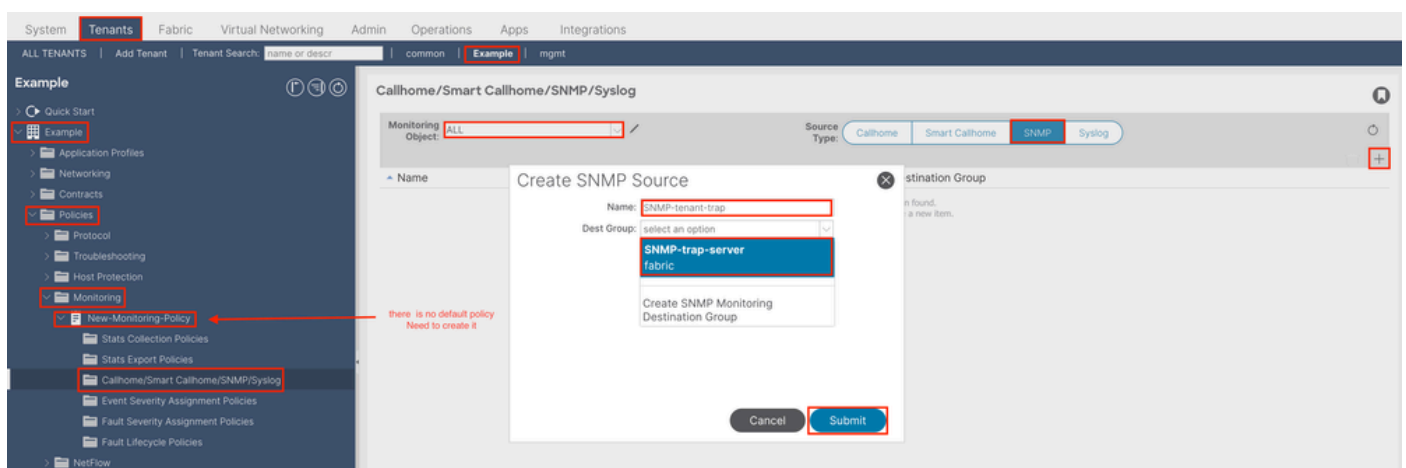 System Tenants Fabric Virtual Networking Admin Operations Apps Integrations
ALL TENANTS | Add Tenant | Tenant Search: name or descr | common | Example | mgmt
Example
Quick Start
Example
Application Profiles
Networking
Contracts
Policies
Protocol
Troubleshooting
Host Protection
Monitoring
New-Monitoring-Policy
Stats Collection Policies
Stats Export Policies
Callhome/Smart Callhome/SNMP/Syslog
Event Severity Assignment Policies
Fault Severity Assignment Policies
Fault Lifecycle Policies
NetFlow
there is no default policy
Need to create it
Callhome/Smart Callhome/SNMP/Syslog
Monitoring Object: ALL
Source Type: Callhome Smart Callhome SNMP Syslog
Name
stination Group
n found.
a new item.
Create SNMP Source
Name: SNMP-tenant-trap
Dest Group: select an option
SNMP-trap-server
fabric
Create SNMP Monitoring
Destination Group
Cancel Submit